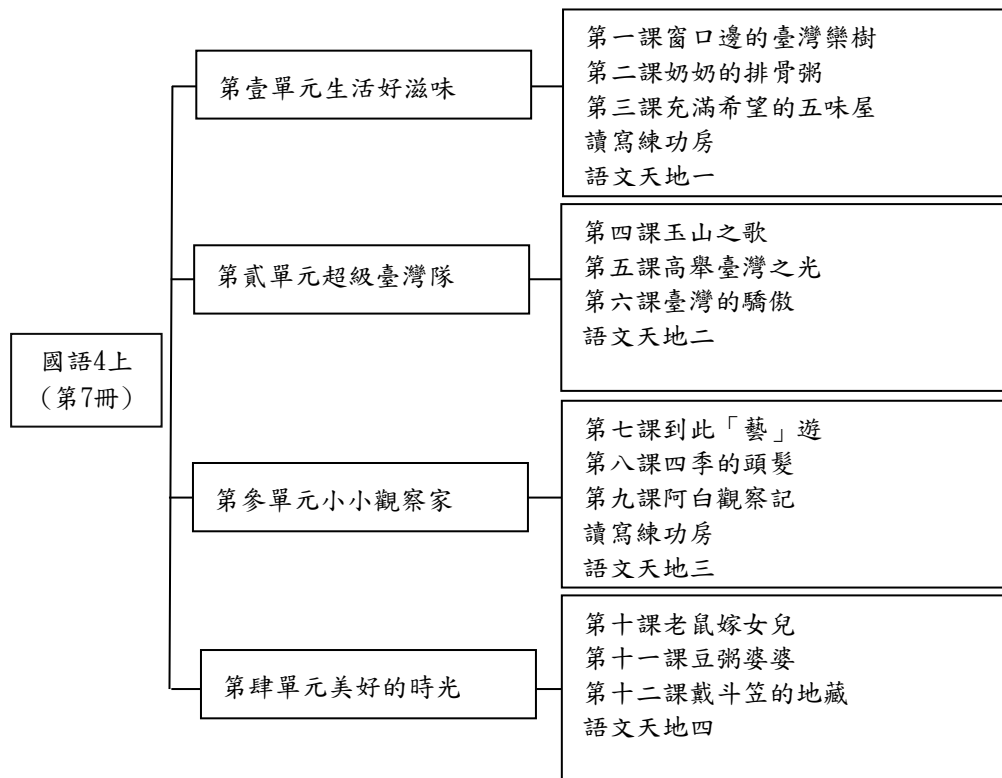 國語4上
（第7冊）
第壹單元生活好滋味
第一課窗口邊的臺灣欒樹
第二課奶奶的排骨粥
第三課充滿希望的五味屋
讀寫練功房
語文天地一
第貳單元超級臺灣隊
第四課玉山之歌
第五課高舉臺灣之光
第六課臺灣的驕傲
語文天地二
第參單元小小觀察家
第七課到此「藝」遊
第八課四季的頭髮
第九課阿白觀察記
讀寫練功房
語文天地三
第肆單元美好的時光
第十課老鼠嫁女兒
第十一課豆粥婆婆
第十二課戴斗笠的地藏
語文天地四